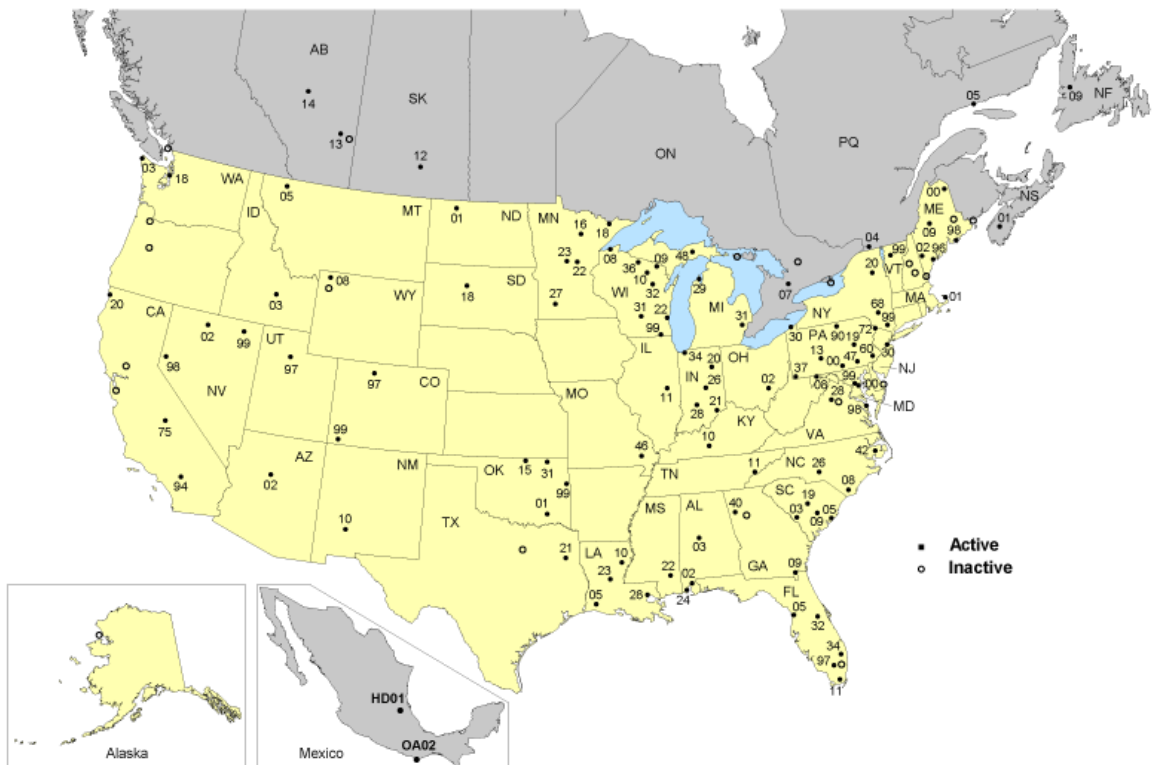 AB
14
SK
13
12
ON
PQ
05
09
NF
NS
01
03
18
WA
ID
05
MT
01
ND
MN
16
18
23
22
08
36
10
09
48
32
WI
31
22
99
29
MI
31
07
04
00
ME
09
98
99
02
96
VT
20
MA
01
20
CA
02
99
03
08
WY
SD
18
27
NY
68
99
30
PA
90
19
72
60
30
13
00
47
NJ
37
06
99
00
28
98
MD
98
NV
UT
97
97
CO
IL
34
IN
20
26
OH
02
11
28
21
KY
10
VA
MO
46
75
94
AZ
02
99
NM
10
OK
15
31
99
01
TX
TN
11
NC
26
42
08
SC
19
03
09
05
MS
AL
40
03
GA
09
21
LA
10
23
05
28
22
02
24
FL
05
32
34
97
11
Active
Inactive
Alaska
HD01
OA02
Mexico